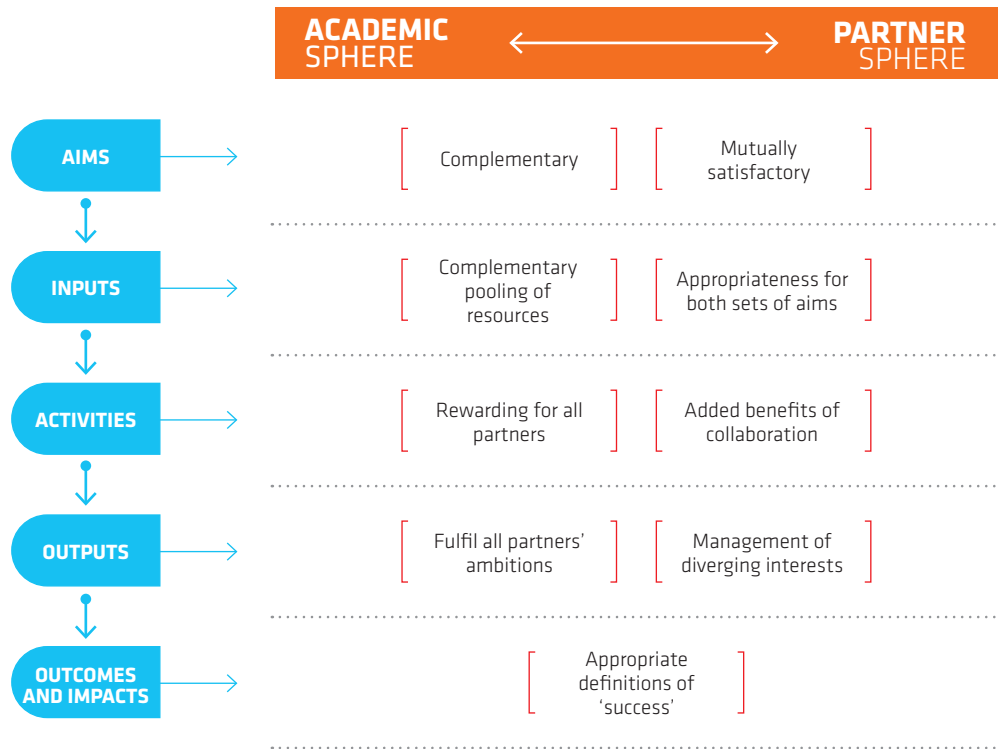 ACADEMIC
SPHERE
PARTNER
SPHERE
AIMS
Complementary
Mutually
satisfactory
INPUTS
Complementary
pooling of
resources
Appropriateness for
both sets of aims
ACTIVITIES
Rewarding for all
partners
Added benefits of
collaboration
OUTPUTS
Fulfil all partners’
ambitions
Management of
diverging interests
OUTCOMES
AND IMPACTS
Appropriate
definitions of
‘success’